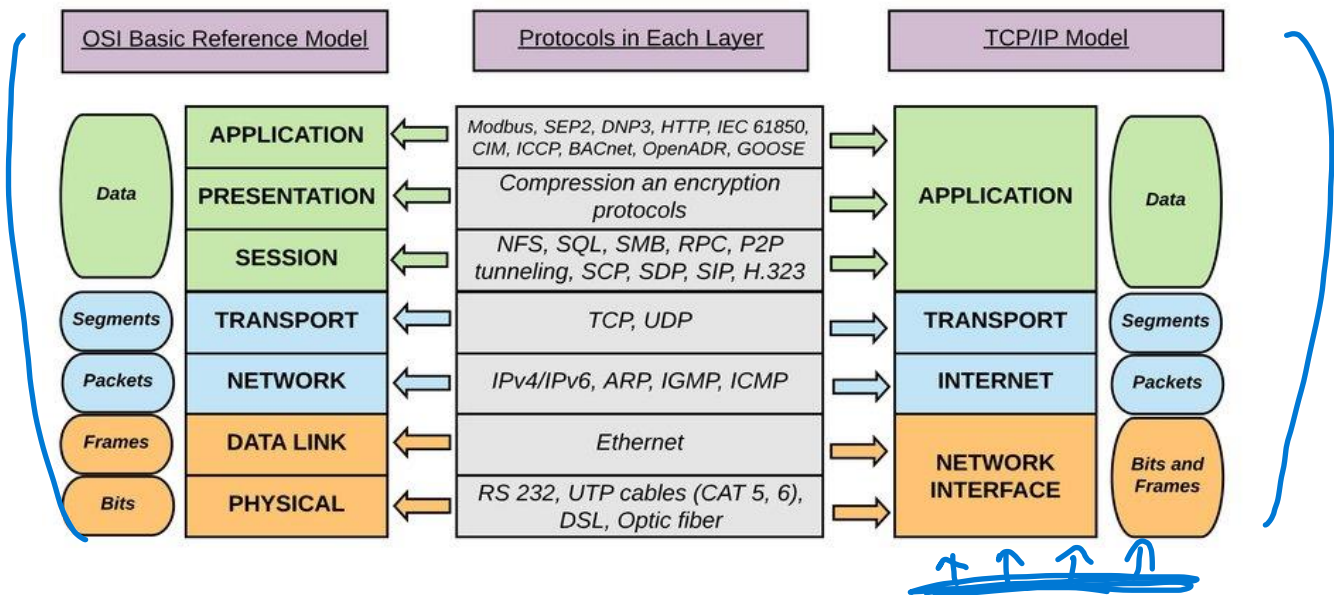 OSI Basic Reference Model
Protocols in Each Layer
TCP/IP Model
Data
APPLICATION
PRESENTATION
SESSION
Segments
TRANSPORT
Packets
NETWORK
Frames
DATA LINK
Bits
PHYSICAL
Modbus, SEP2, DNP3, HTTP, IEC 61850,
CIM, ICCP, BACnet, OpenADR, GOOSE
Compression an encryption
protocols
NFS, SQL, SMB, RPC, P2P
tunneling, SCP, SDP, SIP, H.323
TCP, UDP
IPv4/IPv6, ARP, IGMP, ICMP
Ethernet
RS 232, UTP cables (CAT 5, 6),
DSL, Optic fiber
APPLICATION
Data
TRANSPORT
Segments
INTERNET
Packets
NETWORK
INTERFACE
Bits and
Frames